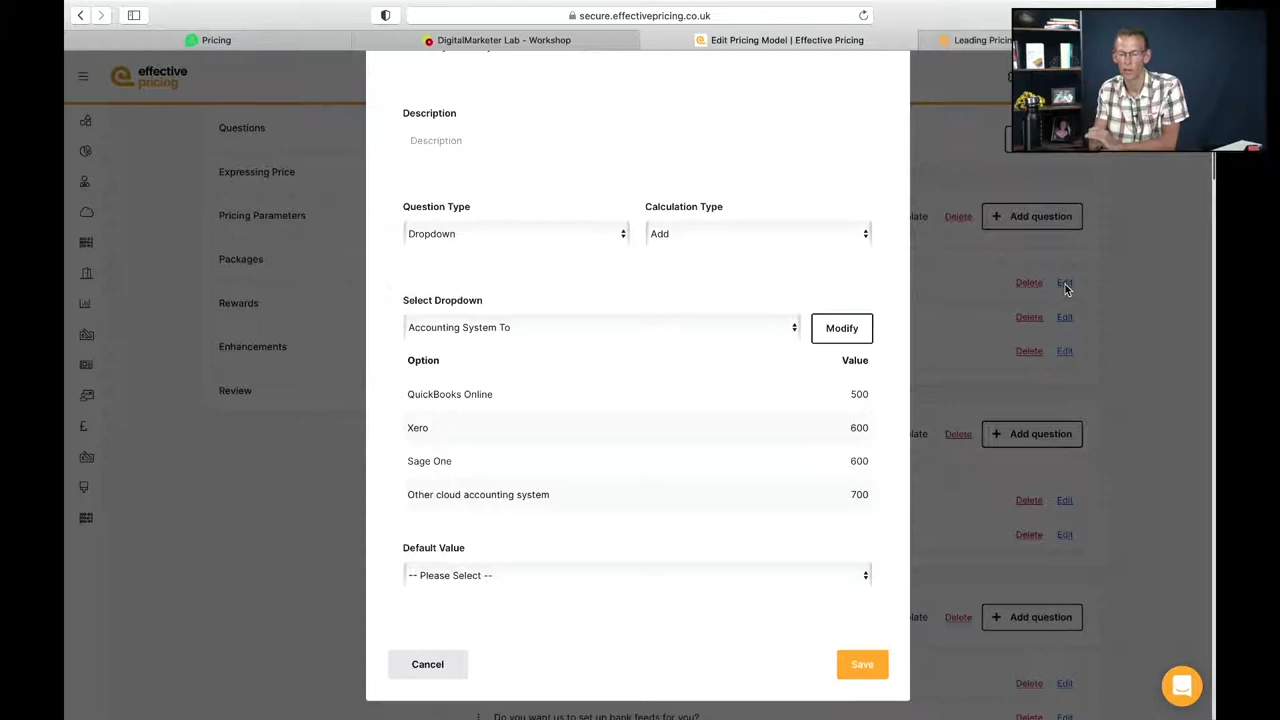 secure.effectivepricing.co.uk
Pricing
DigitalMarketer Lab - Workshop
Edit Pricing Model | Effective Pricing
Leading Pricin
effective
pricing
Questions
Expressing Price
Pricing Parameters
Packages
Rewards
Enhancements
Review
Description
Description
Question Type
Calculation Type
Dropdown
Add
Select Dropdown
Accounting System To
Modify
Option
Value
QuickBooks Online
500
Xero
600
Sage One
600
Other cloud accounting system
700
Default Value
-- Please Select --
Cancel
Save
plate
Delete
+ Add question
Delete
Edit
Delete
Edit
Delete
Edit
plate
Delete
+ Add question
Delete
Edit
Delete
Edit
plate
Delete
+ Add question
Delete
Edit
Do you want us to set up bank feeds for you?
Delete
Edit